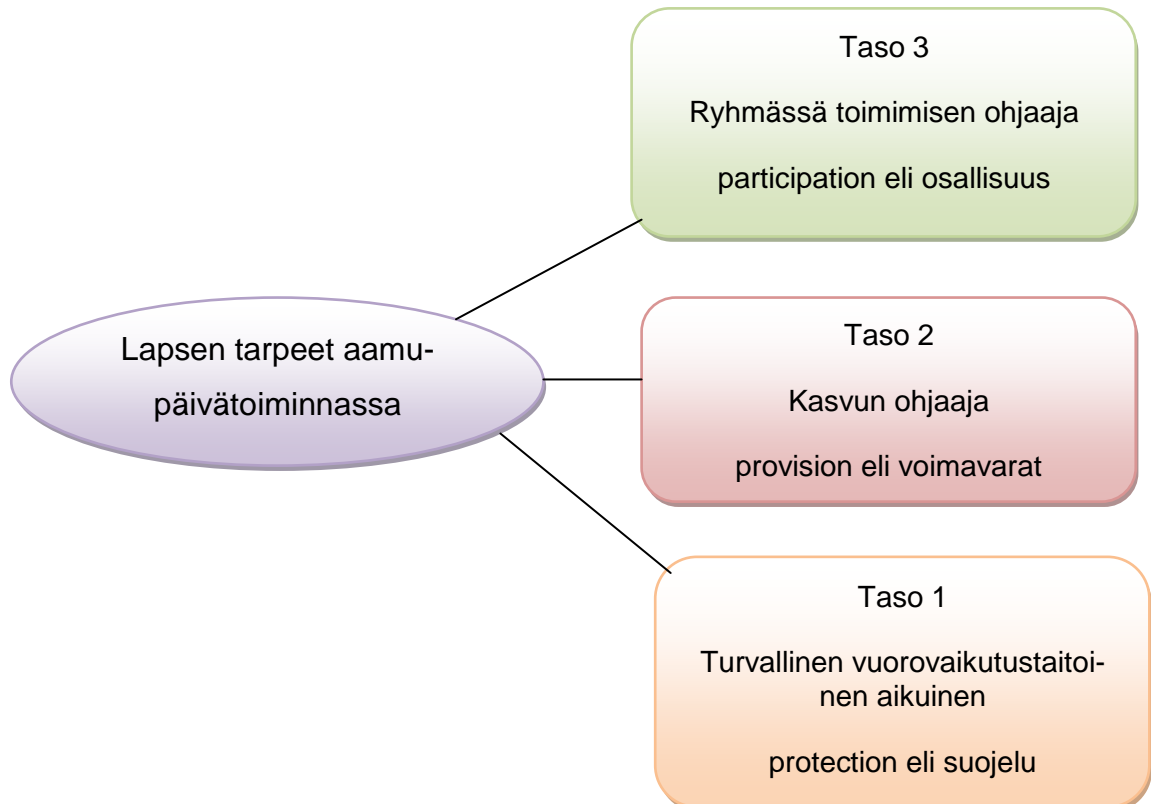 Taso 3
Ryhmässä toimimisen ohjaaja
participation eli osallisuus
Lapsen tarpeet aamu-
päivätoiminnassa
Taso 2
Kasvun ohjaaja
provision eli voimavarat
Taso 1
Turvallinen vuorovaikutustaitoi-
nen aikuinen
protection eli suojelu